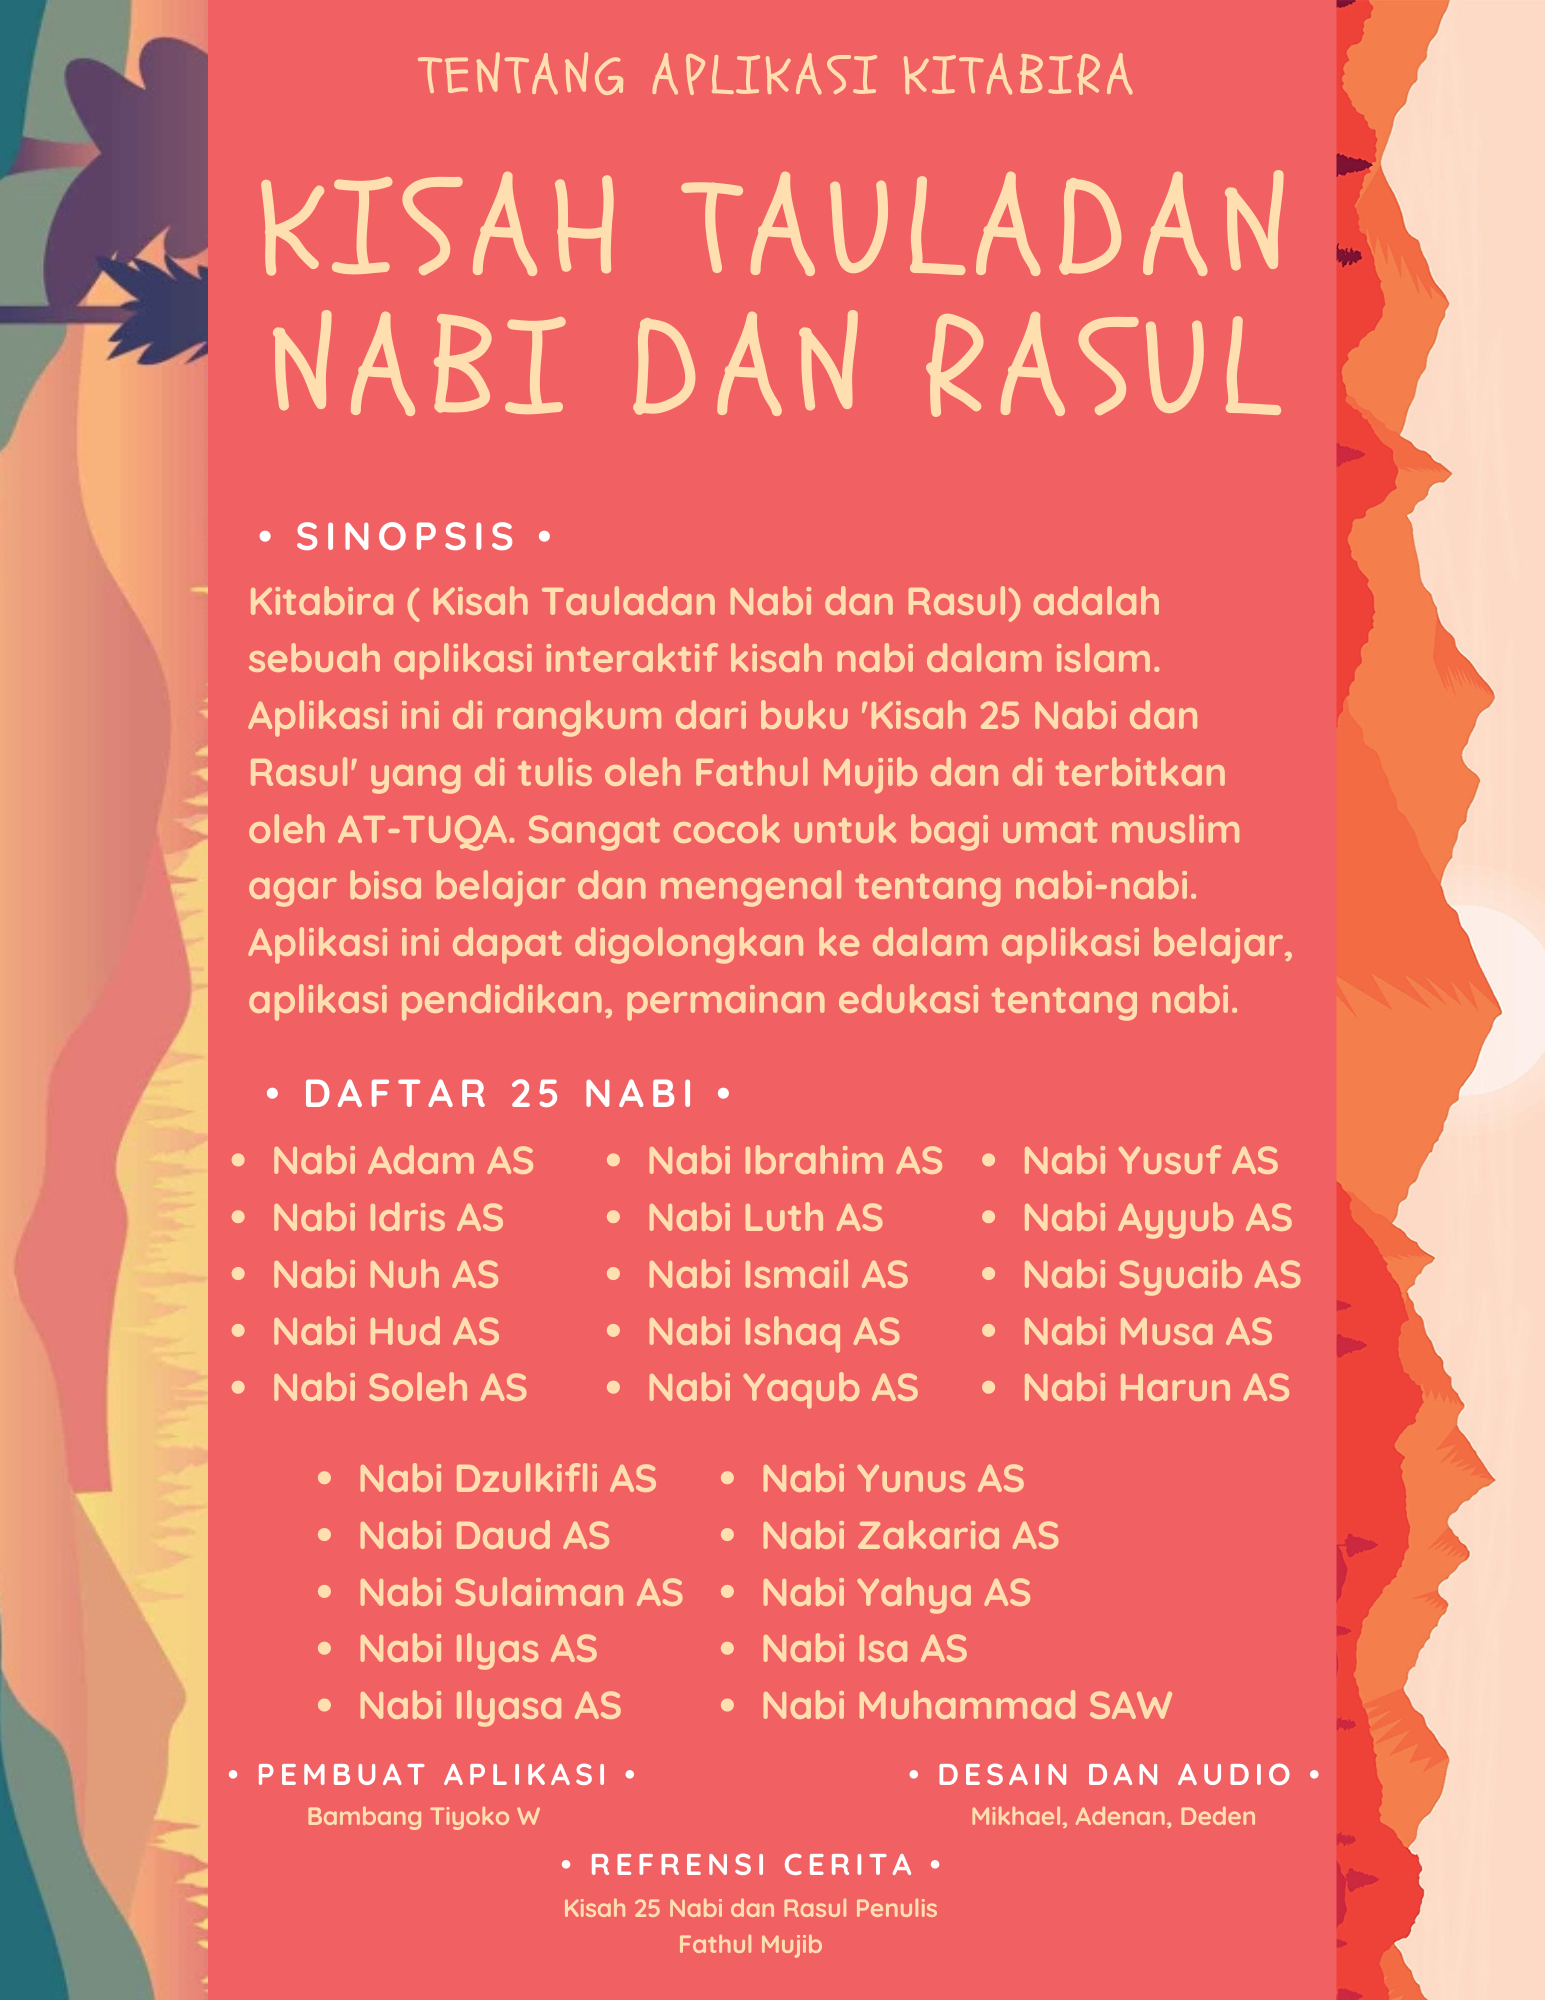 TENTANG APLIKASI KITABIRA
KISAH TAULADAN
NABI DAN RASUL
• SINOPSIS •
Kitabira ( Kisah Tauladan Nabi dan Rasul) adalah
sebuah aplikasi interaktif kisah nabi dalam islam.
Aplikasi ini di rangkum dari buku 'Kisah 25 Nabi dan
Rasul' yang di tulis oleh Fathul Mujib dan di terbitkan
oleh AT-TUQA. Sangat cocok untuk bagi umat muslim
agar bisa belajar dan mengenal tentang nabi-nabi.
Aplikasi ini dapat digolongkan ke dalam aplikasi belajar,
aplikasi pendidikan, permainan edukasi tentang nabi.
• DAFTAR 25 NABI •
• Nabi Adam AS
• Nabi Idris AS
• Nabi Nuh AS
• Nabi Hud AS
• Nabi Soleh AS
• Nabi Ibrahim AS
• Nabi Luth AS
• Nabi Ismail AS
• Nabi Ishaq AS
• Nabi Yaqub AS
• Nabi Yusuf AS
• Nabi Ayyub AS
• Nabi Syuaib AS
• Nabi Musa AS
• Nabi Harun AS
• Nabi Dzulkifli AS
• Nabi Daud AS
• Nabi Sulaiman AS
• Nabi Ilyas AS
• Nabi Ilyasa AS
• Nabi Yunus AS
• Nabi Zakaria AS
• Nabi Yahya AS
• Nabi Isa AS
• Nabi Muhammad SAW
• PEMBUAT APLIKASI •
Bambang Tiyoko W
• DESAIN DAN AUDIO •
Mikhael, Adenan, Deden
• REFRENSI CERITA •
Kisah 25 Nabi dan Rasul Penulis
Fathul Mujib